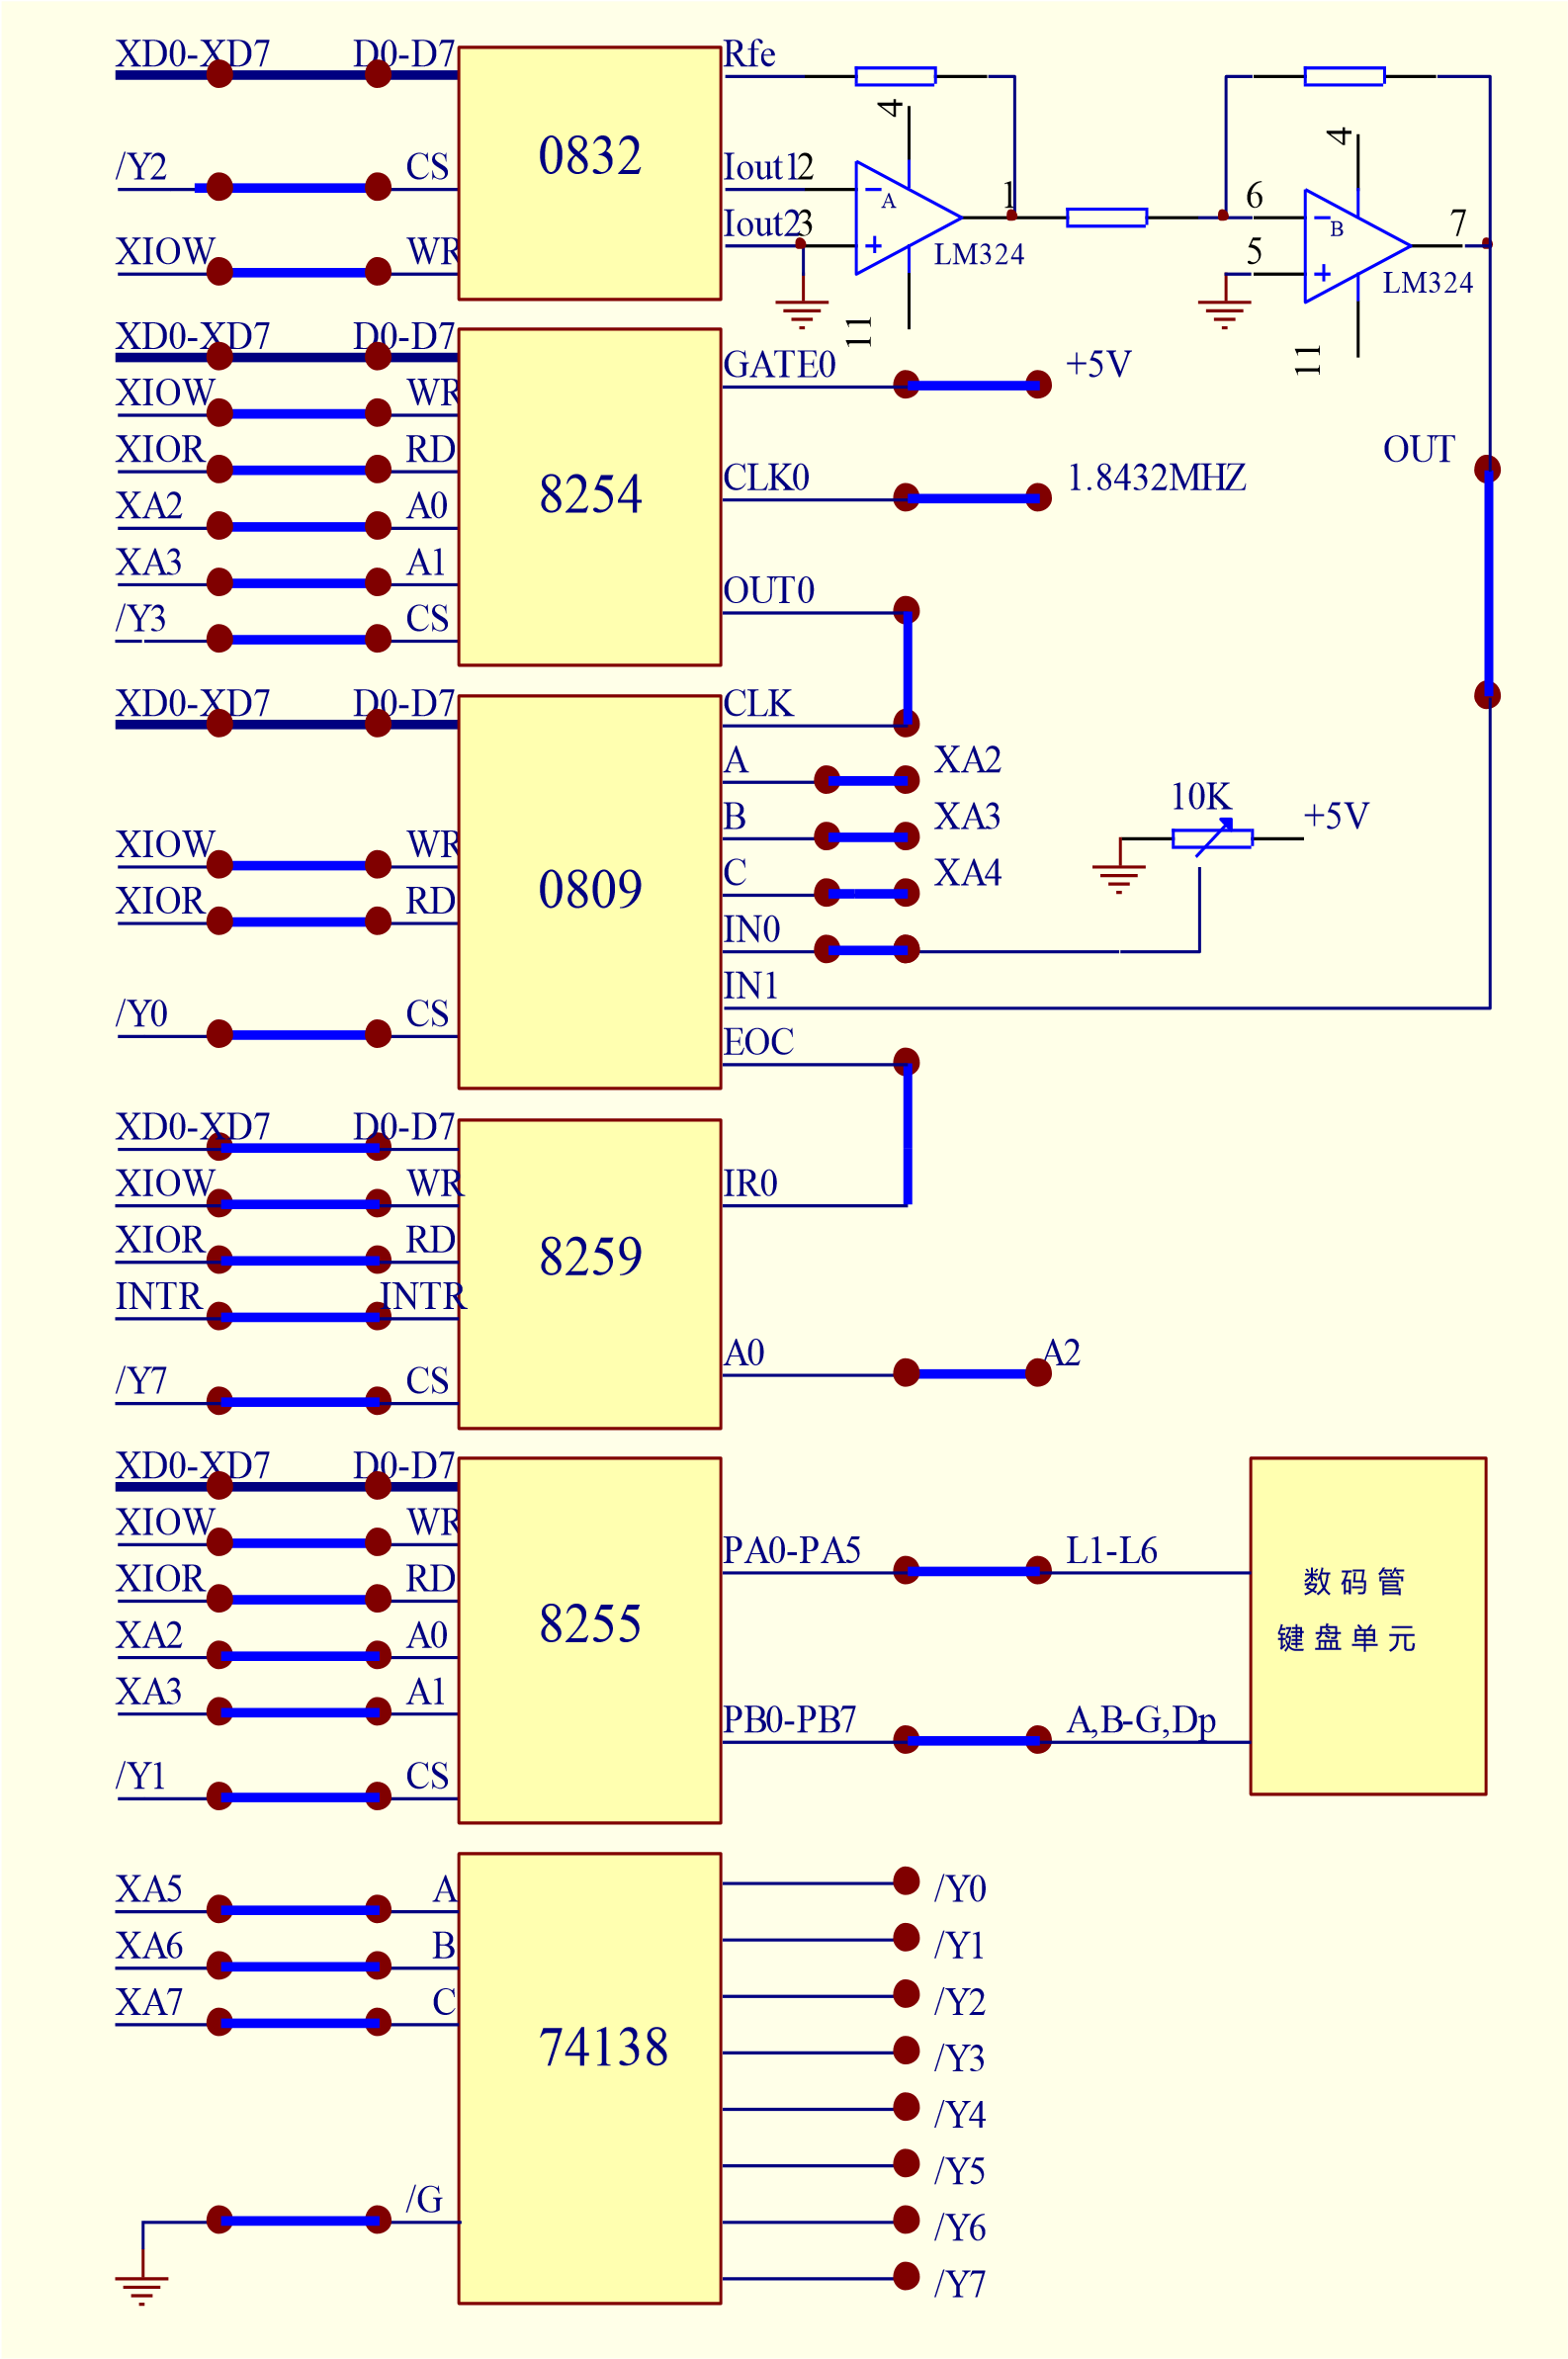 XD0-XD7 D0-D7 Rfe
4
4
0832
/Y2 CS Iout1 2
A
1
6
7
Iout2 3
B
LM324
5
LM324
XIOW WR
11
11
XD0-XD7 D0-D7
GATE0 +5V
XIOW WR
XIOR RD
OUT
8254
CLK0 1.8432MHZ
XA2 A0
XA3 A1
OUT0
/Y3 CS
XD0-XD7 D0-D7 CLK
A XA2
10K
B XA3 +5V
XIOW WR
C XA4
0809
XIOR RD
IN0
IN1
/Y0 CS
EOC
XD0-XD7 D0-D7
XIOW WR IR0
XIOR RD
8259
INTR INTR
A0 A2
/Y7 CS
XD0-XD7 D0-D7
XIOW WR
PA0-PA5 L1-L6
XIOR RD
数码管
8255
XA2 A0
键盘单元
XA3 A1
PB0-PB7 A,B-G,Dp
/Y1 CS
XA5 A /Y0
XA6 B /Y1
XA7 C /Y2
74138
/Y3
/Y4
/Y5
/G
/Y6
/Y7